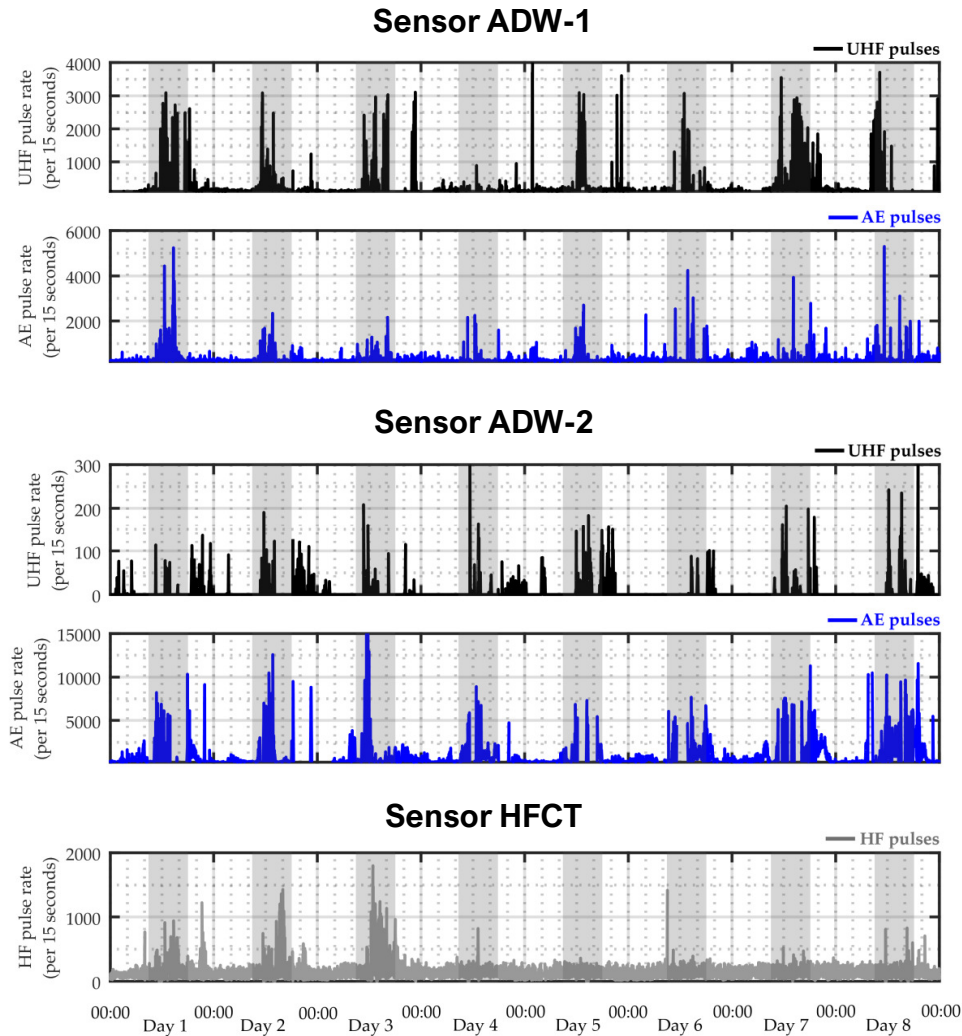 Sensor ADW-1
UHF pulses
UHF pulse rate
(per 15 seconds)
4000
3000
2000
1000
AE pulses
AE pulse rate
(per 15 seconds)
6000
4000
2000
Sensor ADW-2
UHF pulses
UHF pulse rate
(per 15 seconds)
300
200
100
0
AE pulses
AE pulse rate
(per 15 seconds)
15000
10000
5000
Sensor HFCT
HF pulses
HF pulse rate
(per 15 seconds)
2000
1000
0
00:00 00:00 00:00 00:00 00:00 00:00 00:00 00:00 00:00
Day 1 Day 2 Day 3 Day 4 Day 5 Day 6 Day 7 Day 8